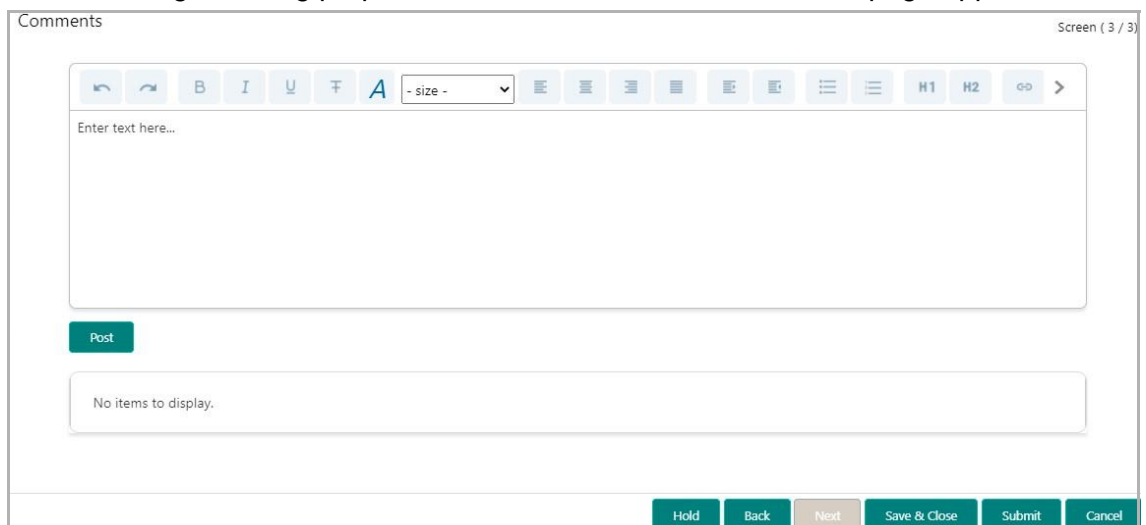 Comments
Screen ( 3 / 3)
B I U T A - size - H1 H2
Enter text here...
Post
No items to display.
Hold Back Next Save & Close Submit Cancel